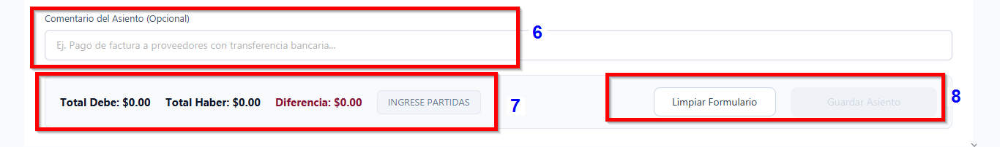 Comentario del Asiento (Opcional)
6
Ej. Pago de factura a proveedores con transferencia bancaria...
Total Debe: $0.00 Total Haber: $0.00 Diferencia: $0.00 INGRESE PARTIDAS
7
Limpiar Formulario Guardar Asiento
8